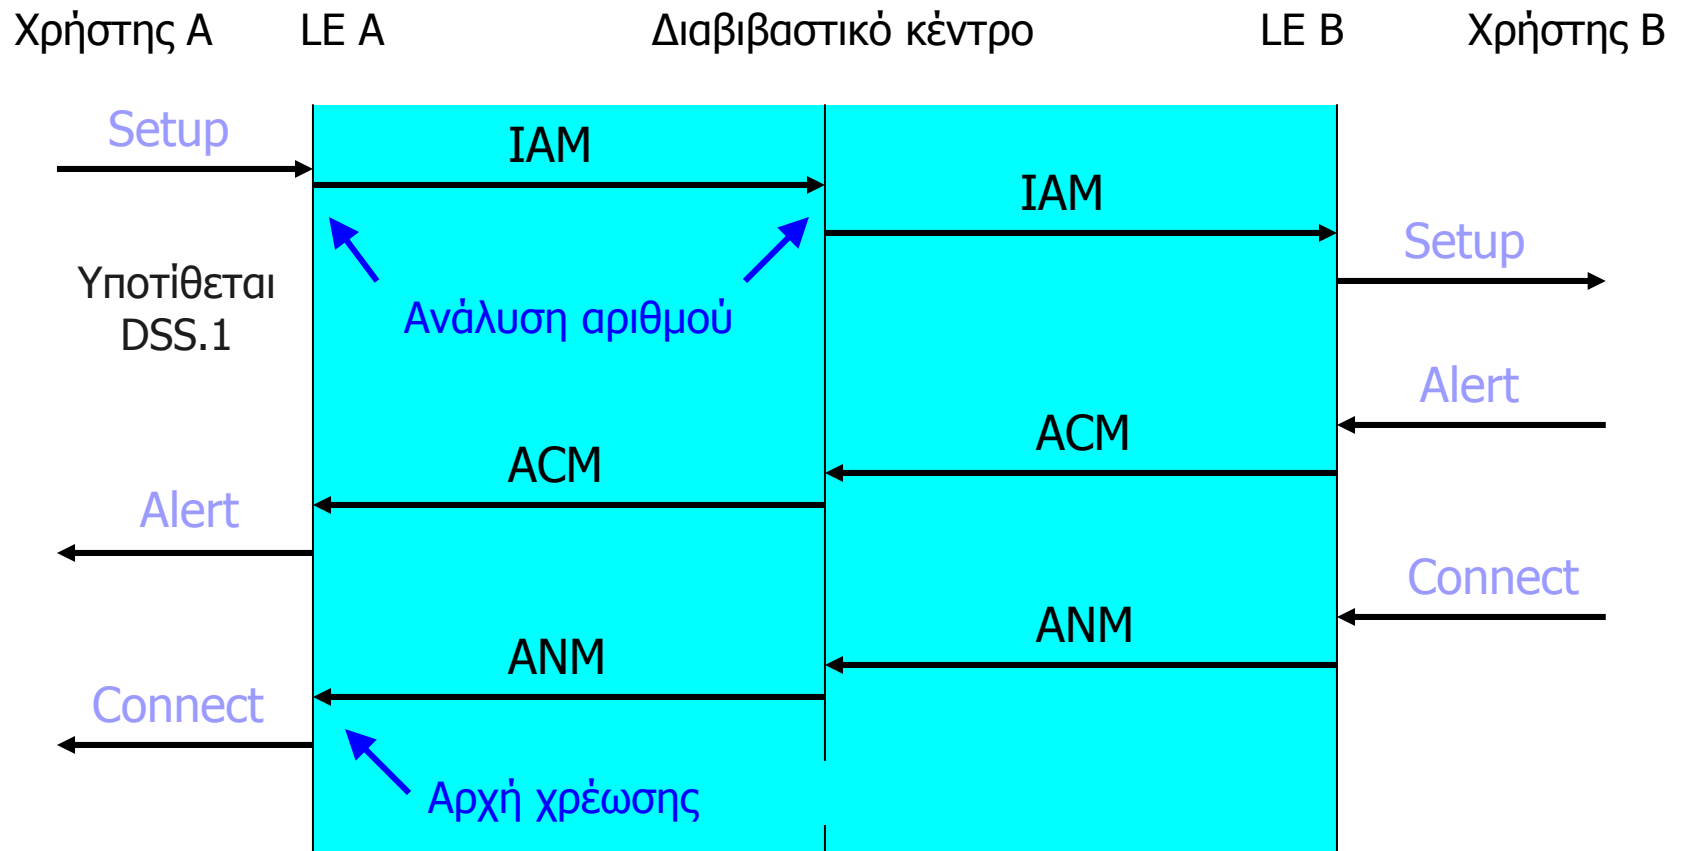 Χρήστης Α LE A Διαβιβαστικό κέντρο LE B Χρήστης Β
Setup
IAM
IAM
Setup
Υποτίθεται
DSS.1
Ανάλυση αριθμού
Alert
ACM
ACM
Alert
Connect
ANM
ANM
Connect
Αρχή χρέωσης